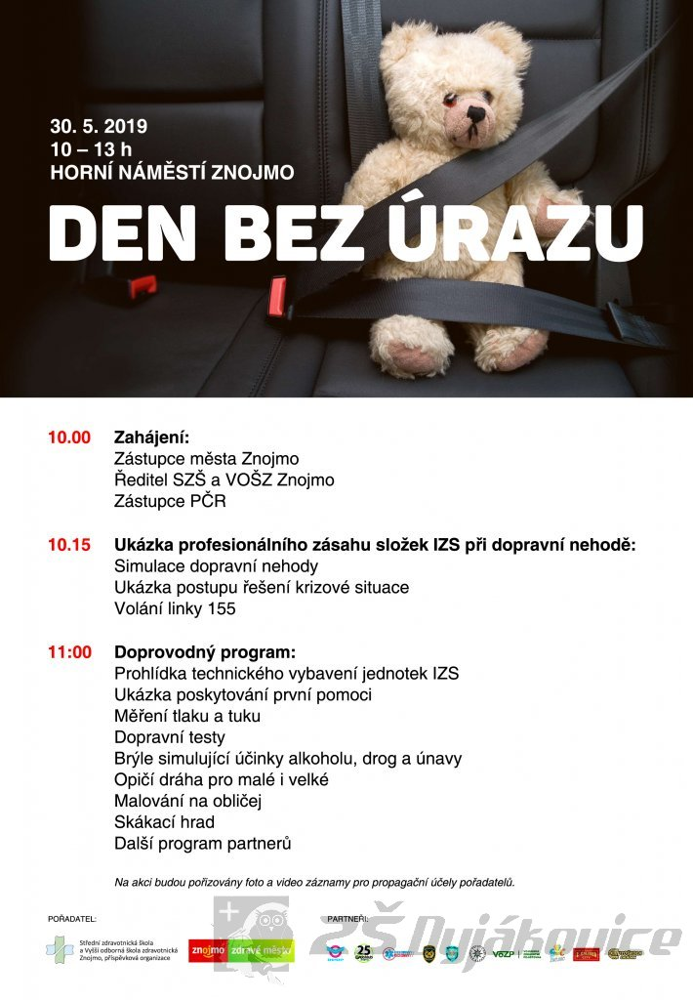 30. 5. 2019
10 – 13 h
HORNÍ NÁMĚSTÍ ZNOJMO
DEN BEZ ÚRAZU
10.00 Zahájení:
Zástupce města Znojmo
Ředitel SZŠ a VOŠZ Znojmo
Zástupce PČR
10.15 Ukázka profesionálního zásahu složek IZS při dopravní nehodě:
Simulace dopravní nehody
Ukázka postupu řešení krizové situace
Volání linky 155
11:00 Doprovodný program:
Prohlídka technického vybavení jednotek IZS
Ukázka poskytování první pomoci
Měření tlaku a tuku
Dopravní testy
Brýle simulující účinky alkoholu, drog a únavy
Opičí dráha pro malé i velké
Malování na obličej
Skákací hrad
Další program partnerů
Na akci budou pořizovány foto a video záznamy pro propagační účely pořadatelů.
POŘADATEL:
PARTNEŘI:
Střední zdravotnická škola
a Vyšší odborná škola zdravotnická
Znojmo, příspěvková organizace
znojmo zdravé město
25
VoZP
ZŠ Dyjákovice